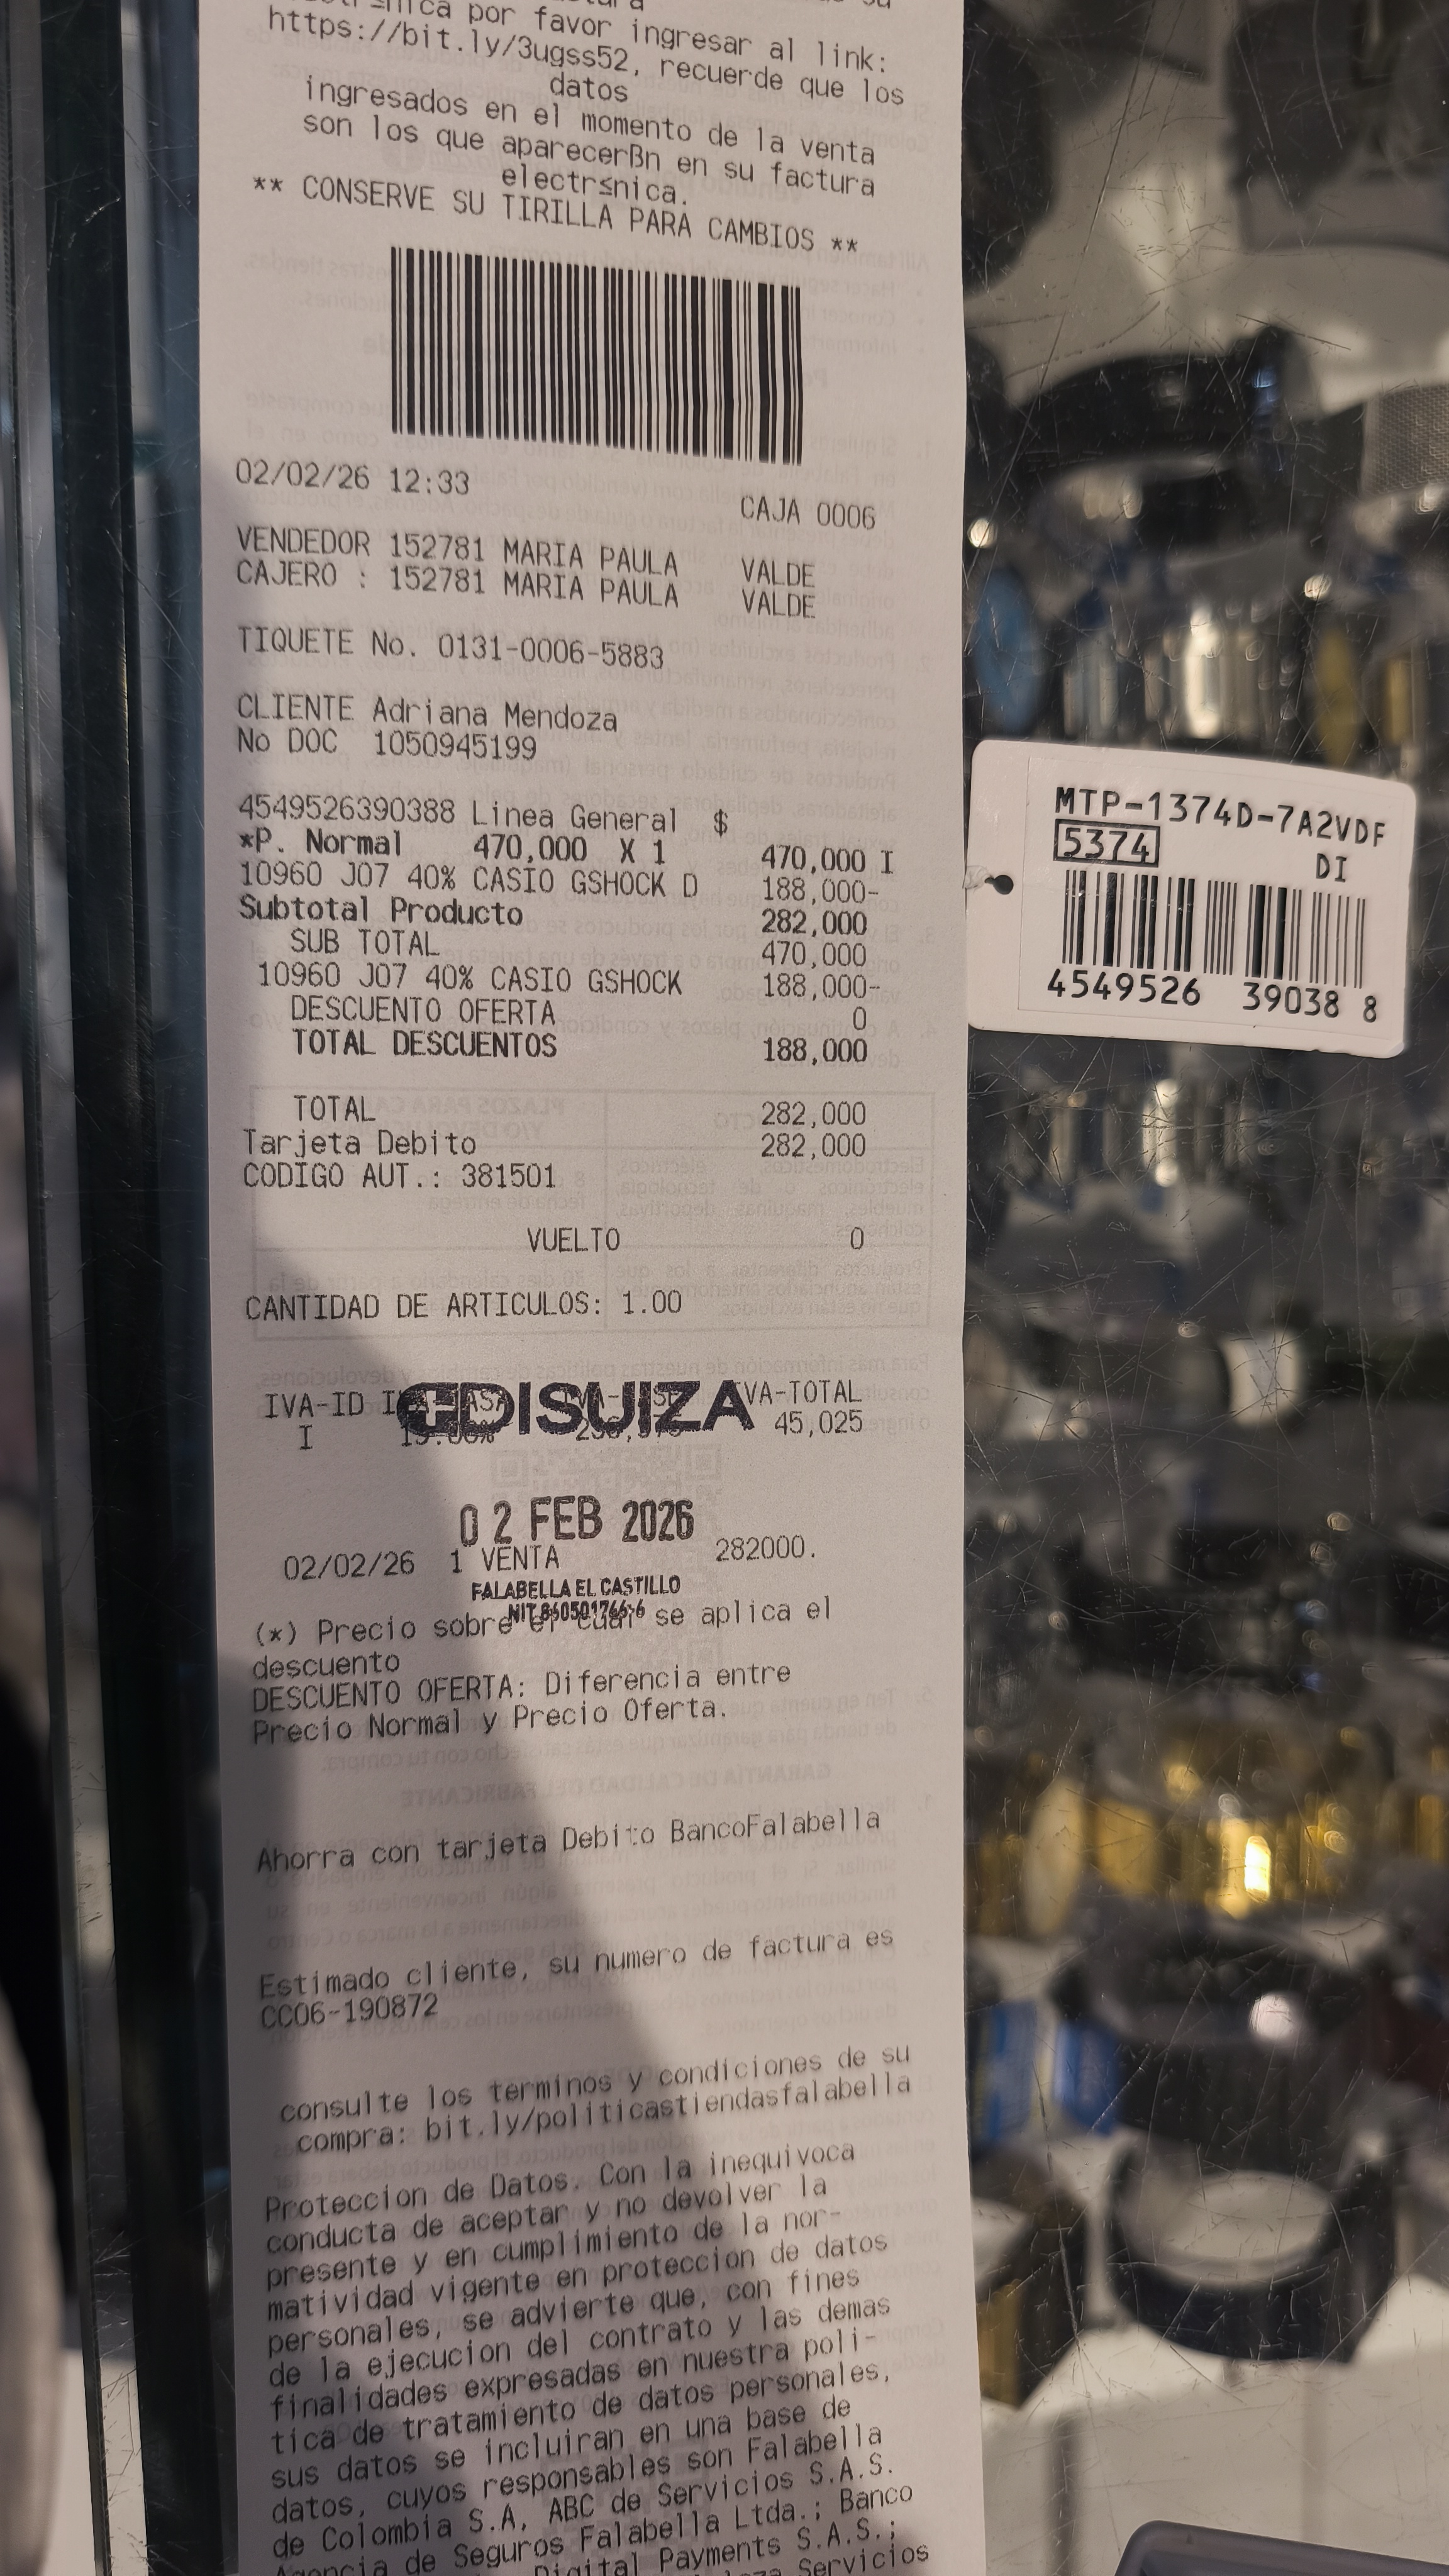 por favor ingresar al link:
https://bit.ly/3ugss52, recuerde que los
datos
ingresados en el momento de la venta
son los que aparecerßn en su factura
electr≤nica.
** CONSERVE SU TIRILLA PARA CAMBIOS **
02/02/26 12:33
CAJA 0006
VENDEDOR 152781 MARIA PAULA VALDE
CAJERO : 152781 MARIA PAULA VALDE
TIQUETE No. 0131-0006-5883
CLIENTE Adriana Mendoza
No DOC 1050945199
4549526390388 Linea General $
*P. Normal 470,000 X 1 470,000 I
10960 J07 40% CASIO GSHOCK D 188,000-
Subtotal Producto 282,000
SUB TOTAL 470,000
10960 J07 40% CASIO GSHOCK 188,000-
DESCUENTO OFERTA 0
TOTAL DESCUENTOS 188,000
TOTAL 282,000
Tarjeta Debito 282,000
CODIGO AUT.: 381501
VUELTO 0
CANTIDAD DE ARTICULOS: 1.00
IVA-ID IVA-TOTAL
DISUIZA
I 45,025
02 FEB 2026
02/02/26 1 VENTA 282000.
FALABELLA EL CASTILLO
NIT.860501766-6
(*) Precio sobre el cual se aplica el
descuento
DESCUENTO OFERTA: Diferencia entre
Precio Normal y Precio Oferta.
Ahorra con tarjeta Debito BancoFalabella
Estimado cliente, su numero de factura es
CC06-190872
consulte los terminos y condiciones de su
compra: bit.ly/politicastiendasfalabella
Proteccion de Datos. Con la inequivoca
conducta de aceptar y no devolver la
presente y en cumplimiento de la nor-
matividad vigente en proteccion de datos
personales, se advierte que, con fines
de la ejecucion del contrato y las demas
finalidades expresadas en nuestra poli-
tica de tratamiento de datos personales,
sus datos se incluiran en una base de
datos, cuyos responsables son Falabella
de Colombia S.A, ABC de Servicios S.A.S.
Agencia de Seguros Falabella Ltda.; Banco
Digital Payments S.A.S.;
Servicios
MTP-1374D-7A2VDF
5374 DI
4549526 39038 8